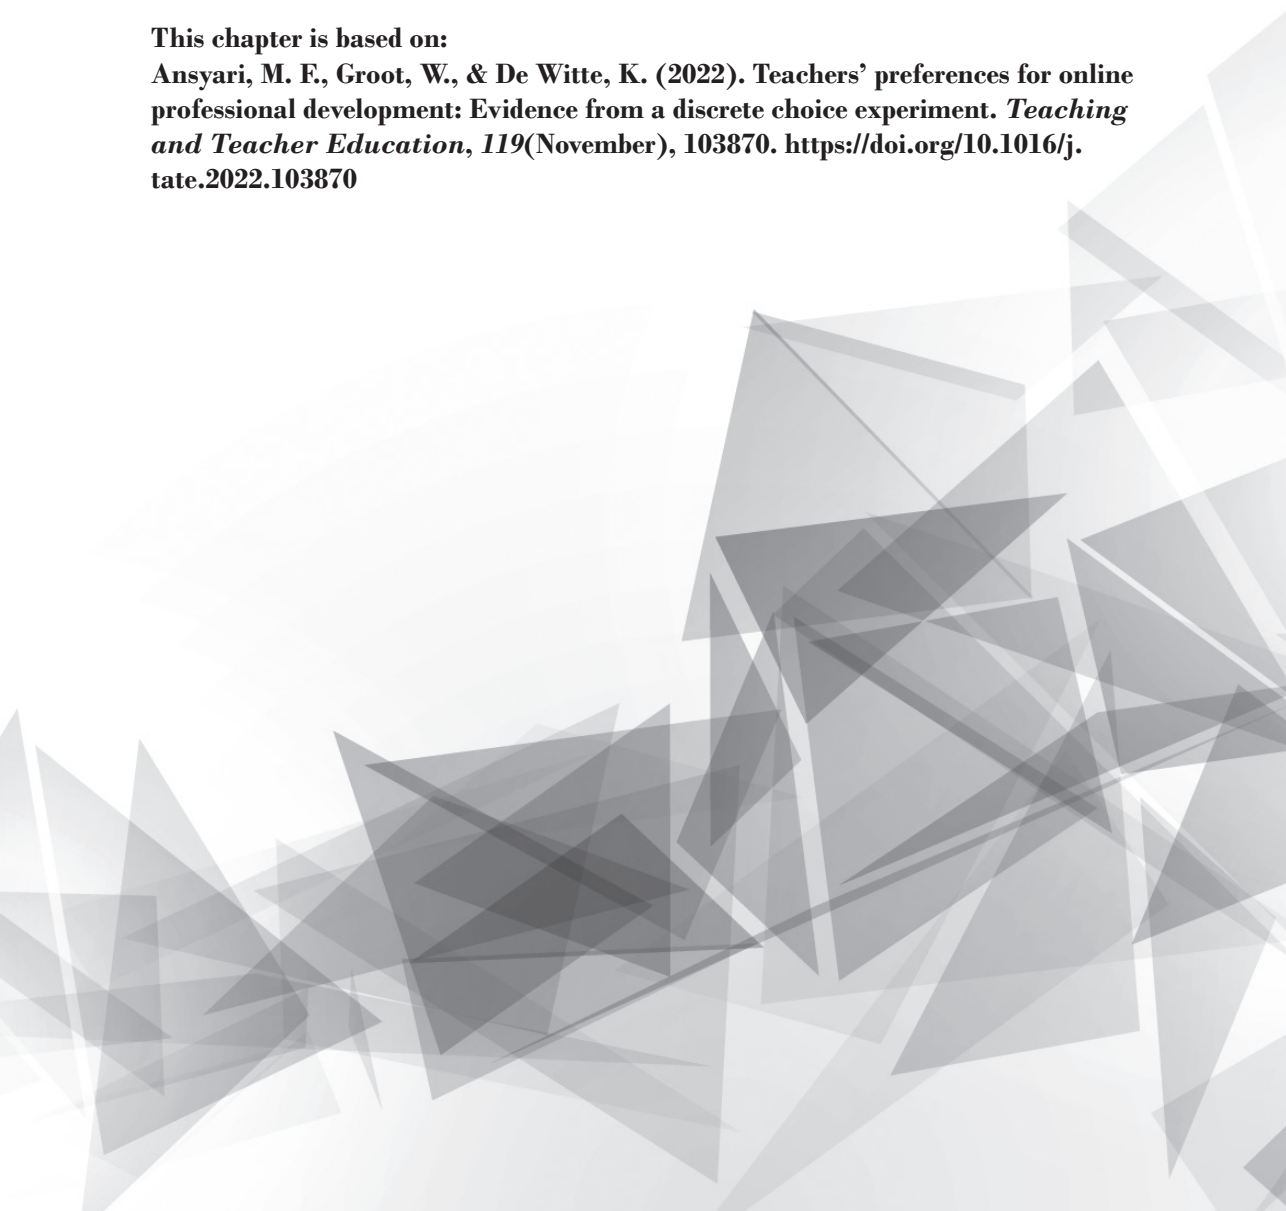 This chapter is based on:
Ansyari, M. F., Groot, W., & De Witte, K. (2022). Teachers’ preferences for online
professional development: Evidence from a discrete choice experiment. Teaching
and Teacher Education, 119(November), 103870. https://doi.org/10.1016/j.
tate.2022.103870